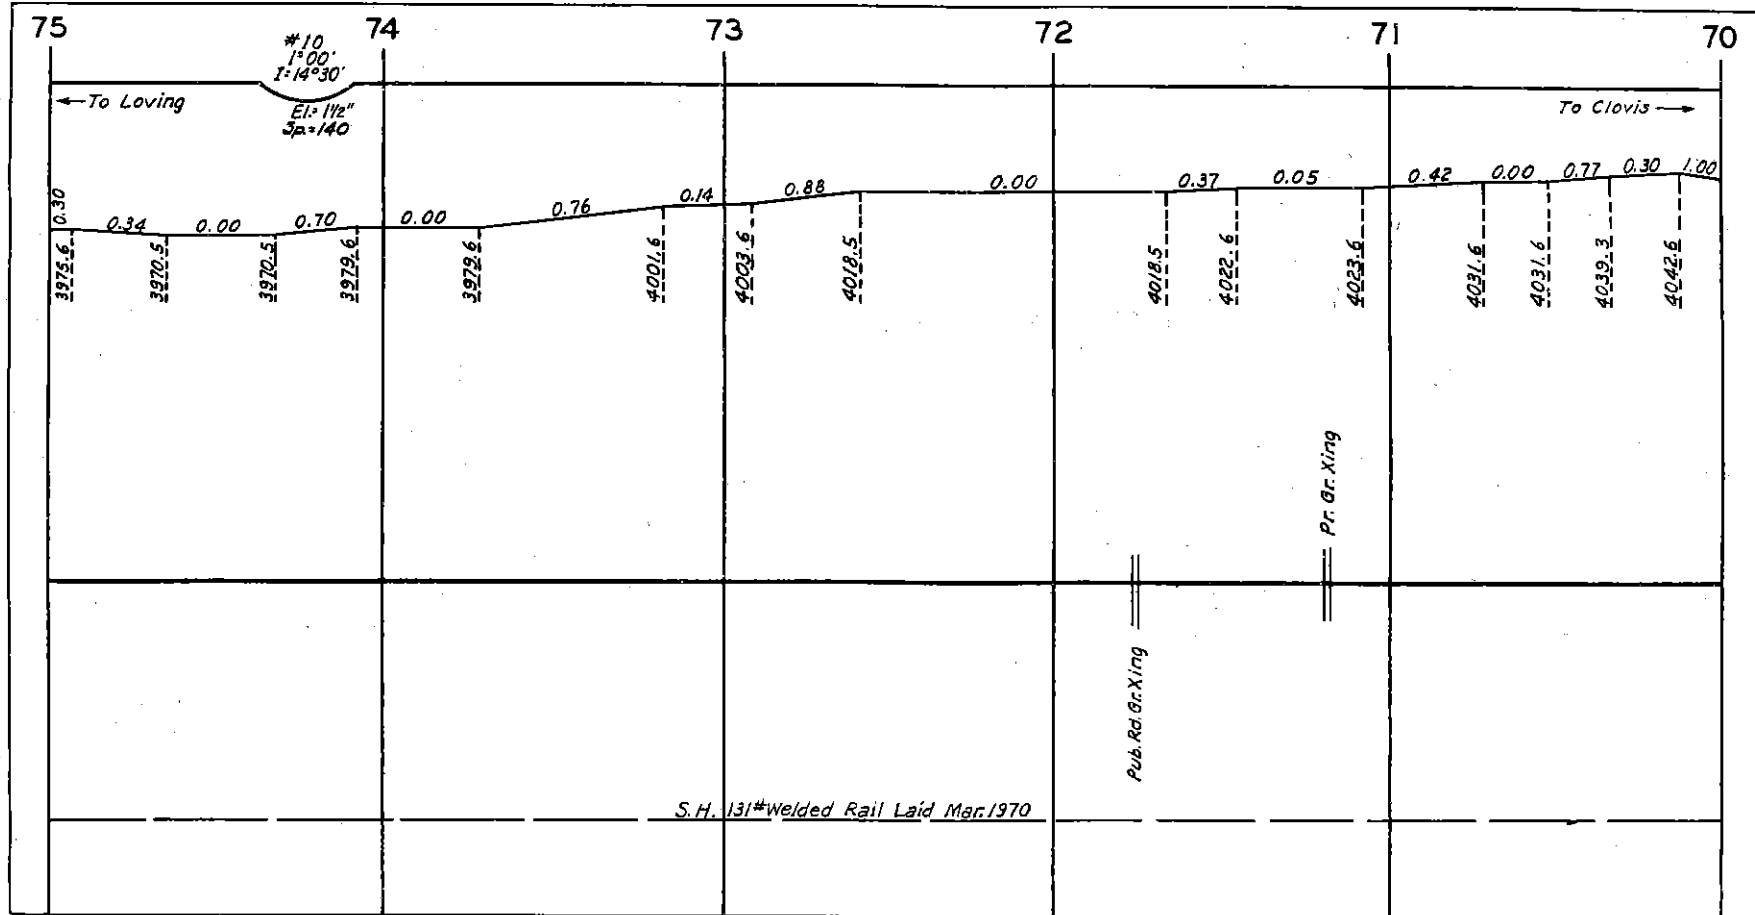 75 74 73 72 71 70
#10
1°00'
I=14°30'
El.=1½"
Sp.=140'
←To Loving
To Clovis→
0.30 0.34 0.00 0.70 0.00 0.76 0.14 0.88 0.00 0.37 0.05 0.42 0.00 0.77 0.30 1.00
3975.6
3970.5
3970.5
3979.6
3979.6
4001.6
4003.6
4018.5
4018.5
4022.6
4023.6
4031.6
4031.6
4039.3
4042.6
Pr. Gr. Xing
Pub. Rd. Gr. Xing
S.H. 131# Welded Rail Laid Mar. 1970